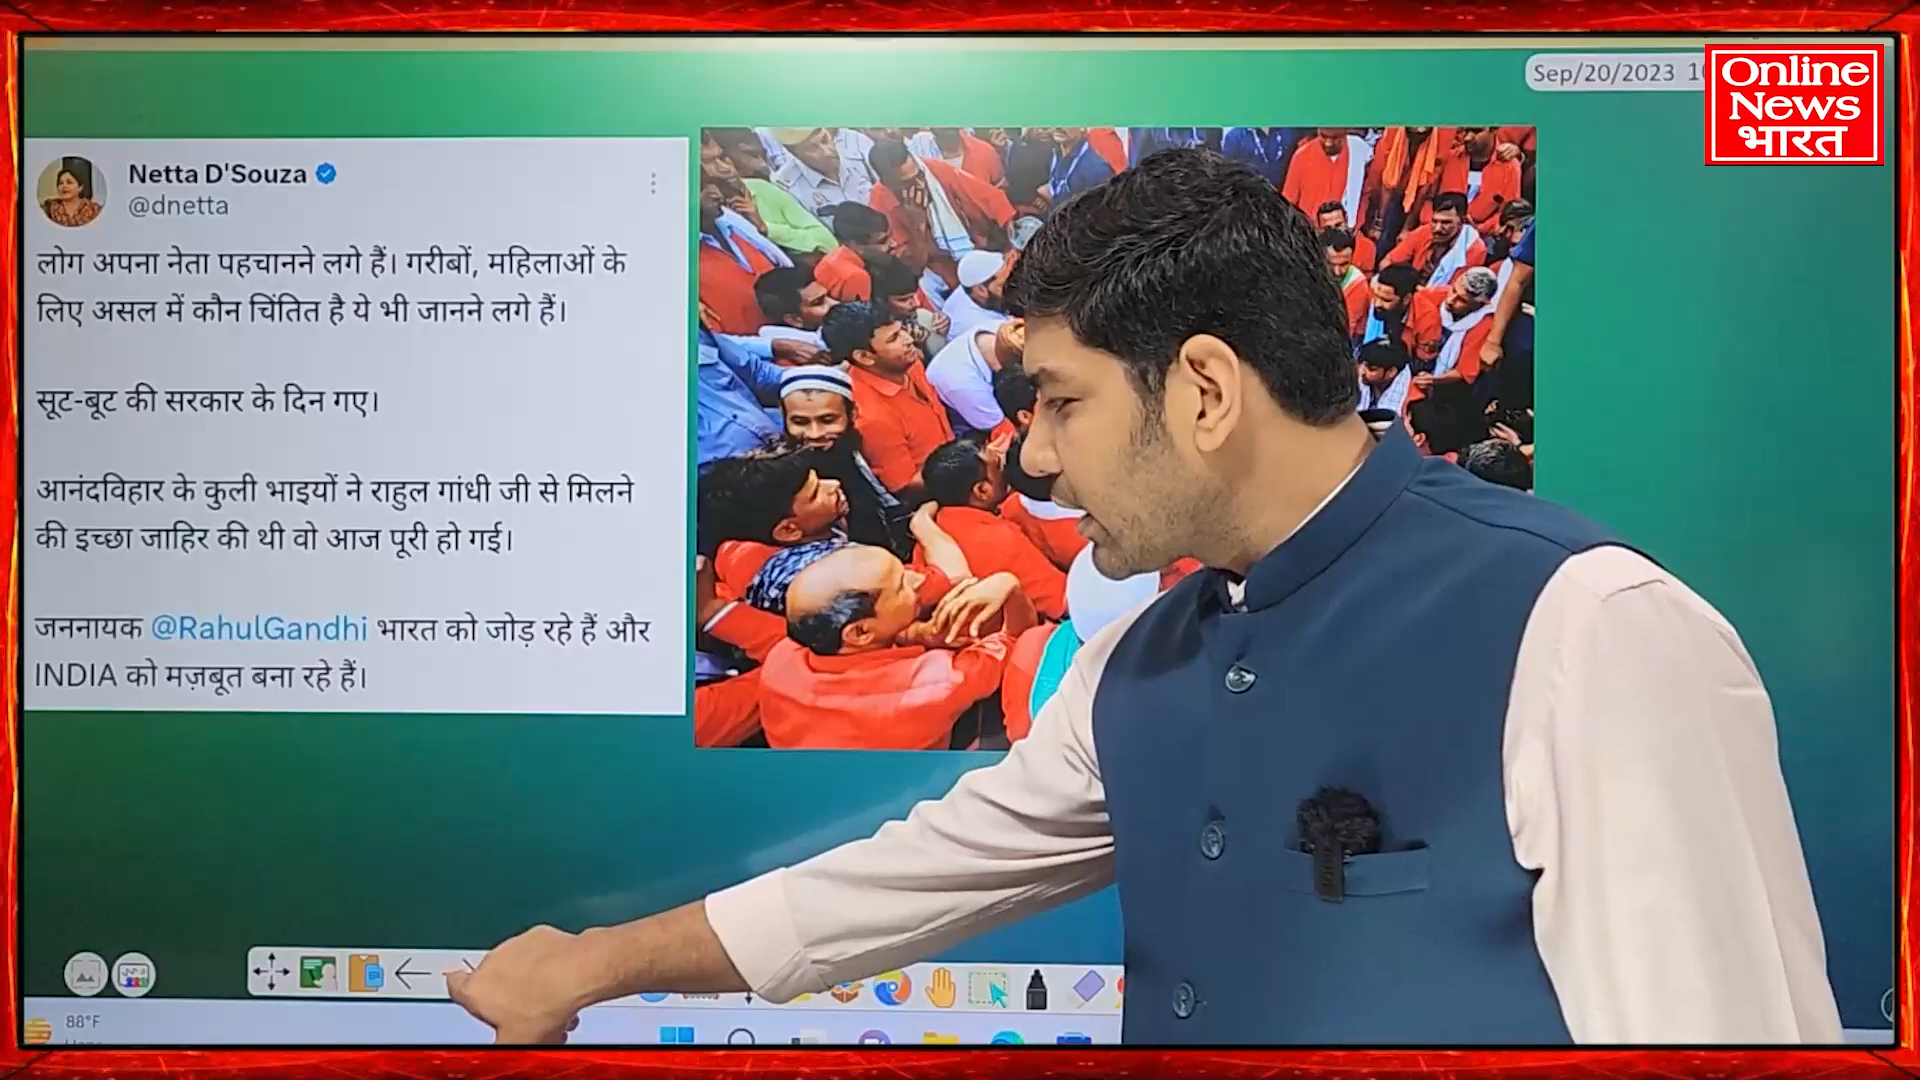 Sep/20/2023
Online
News
भारत
Netta D'Souza
@dnetta
लोग अपना नेता पहचानने लगे हैं। गरीबों, महिलाओं के
लिए असल में कौन चिंतित है ये भी जानने लगे हैं।
सूट-बूट की सरकार के दिन गए।
आनंदविहार के कुली भाइयों ने राहुल गांधी जी से मिलने
की इच्छा जाहिर की थी वो आज पूरी हो गई।
जननायक @RahulGandhi भारत को जोड़ रहे हैं और
INDIA को मज़बूत बना रहे हैं।
88°F